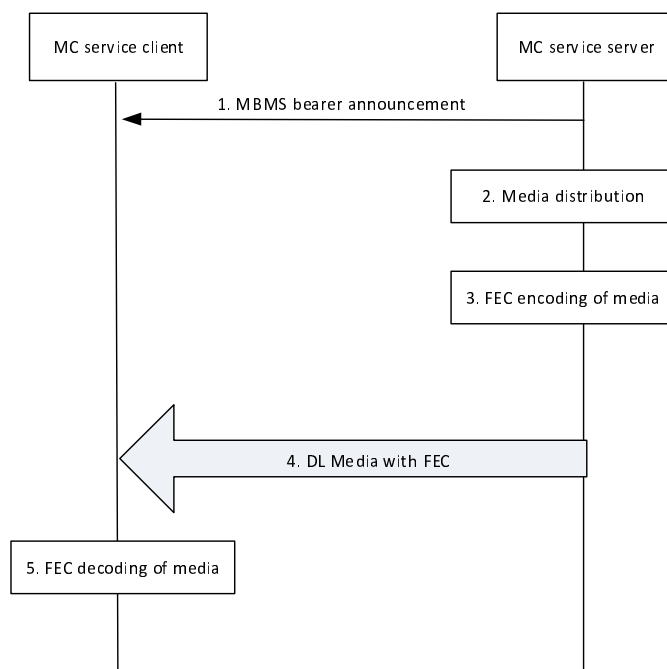 MC service client
MC service server
1. MBMS bearer announcement
2. Media distribution
3. FEC encoding of media
4. DL Media with FEC
5. FEC decoding of media